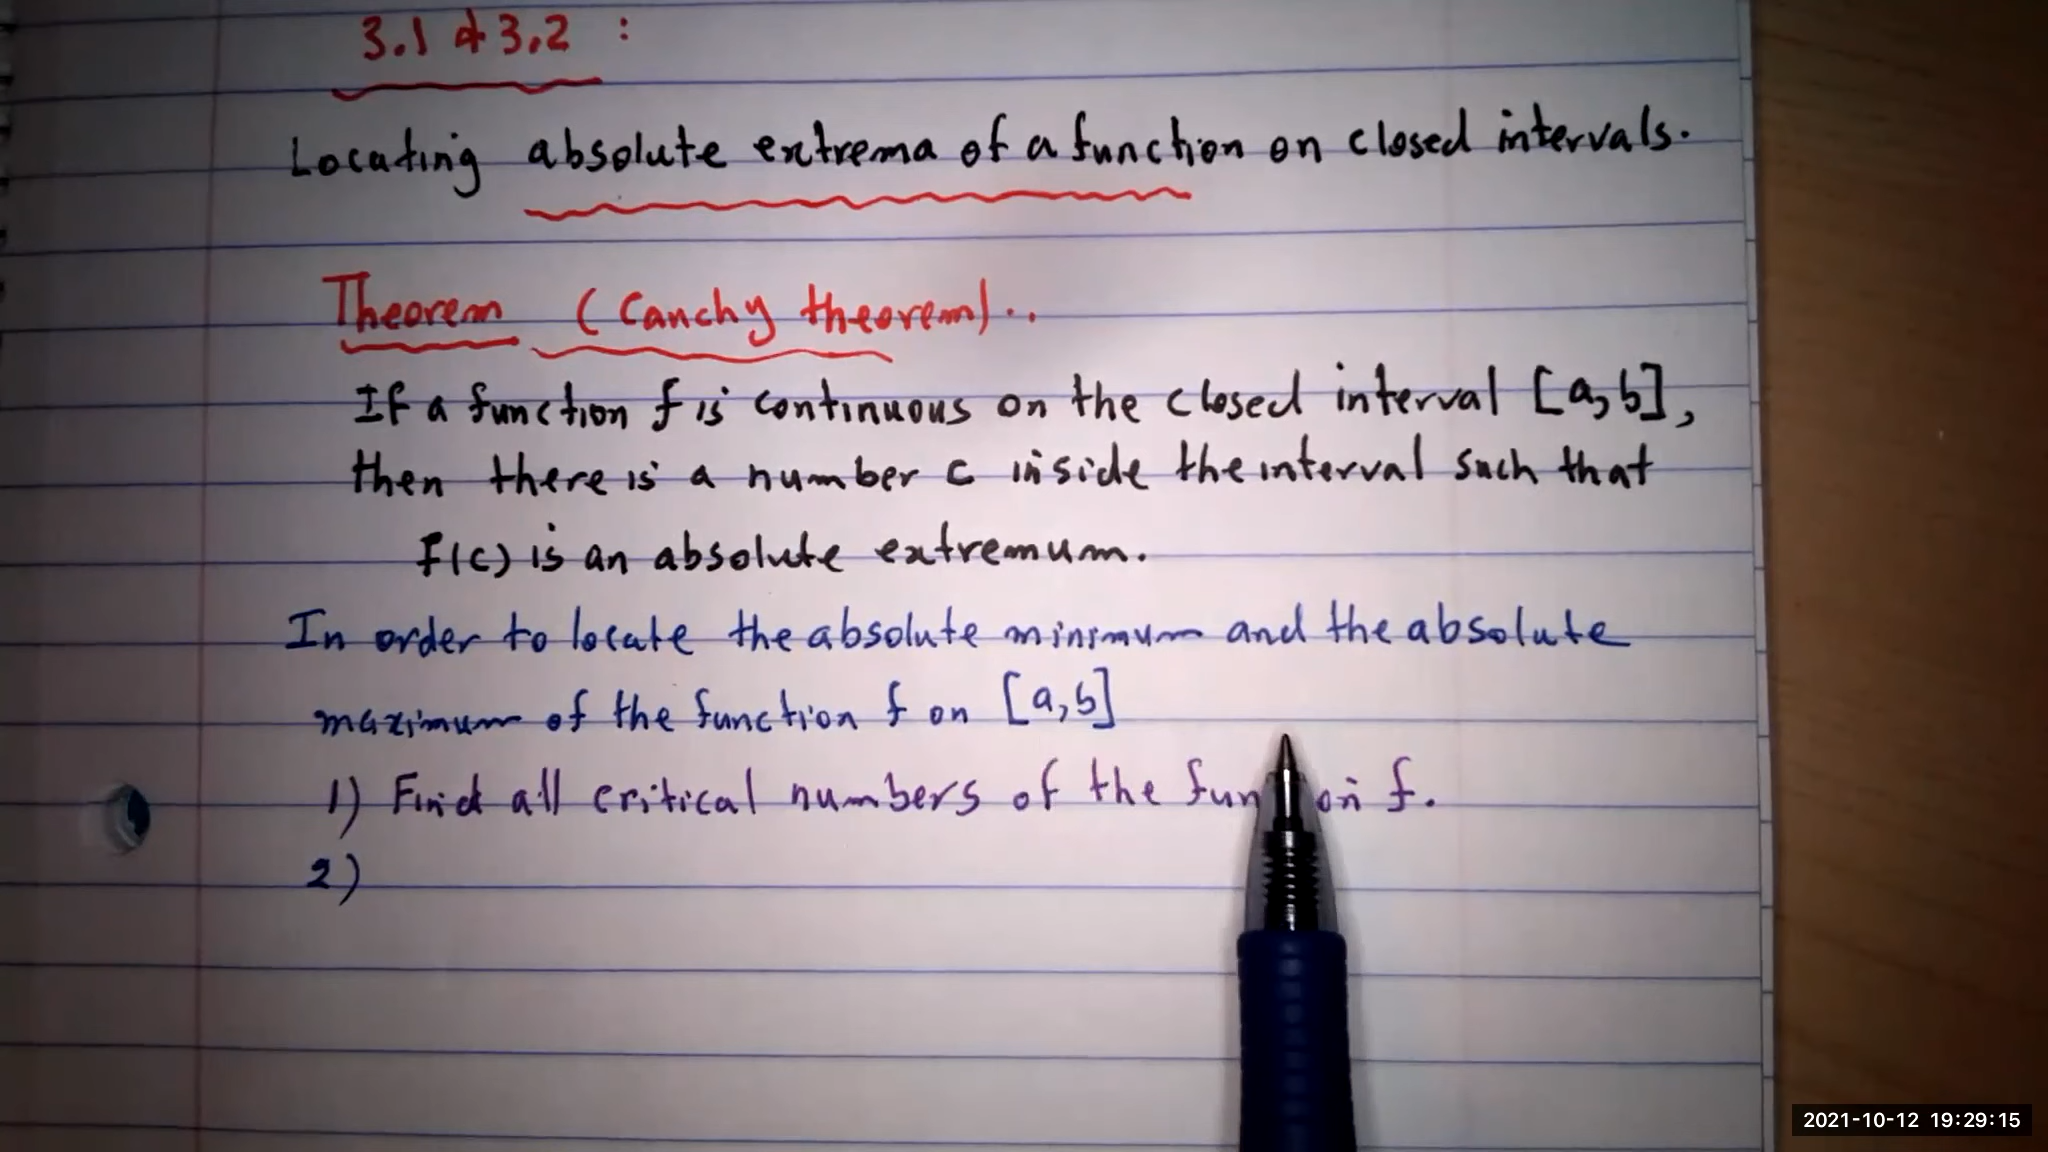 3.1 & 3.2 :
Locating absolute extrema of a function on closed intervals.
Theorem (Cauchy theorem)..
If a function f is continuous on the closed interval [a,b],
then there is a number c inside the interval such that
f(c) is an absolute extremum.
In order to locate the absolute minimum and the absolute
maximum of the function f on [a,b]
1) Find all critical numbers of the function f.
2)
2021-10-12 19:29:15